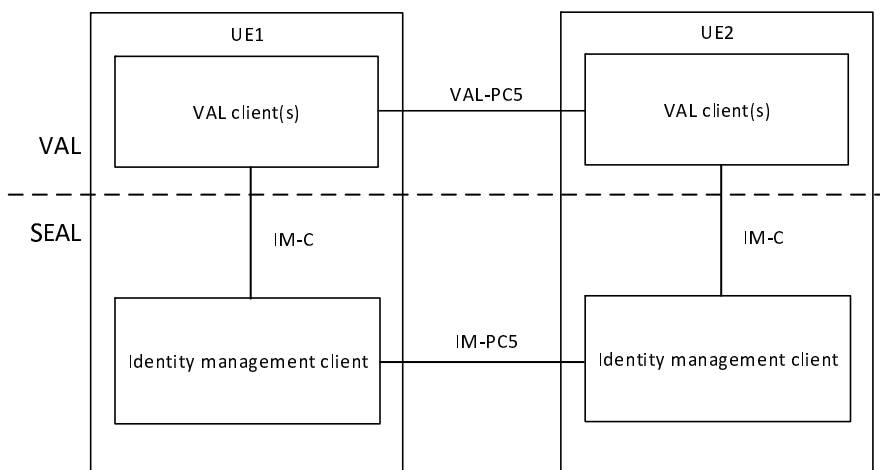 UE1
UE2
VAL client(s)
VAL-PC5
VAL client(s)
VAL
SEAL
IM-C
IM-C
Identity management client
IM-PC5
Identity management client